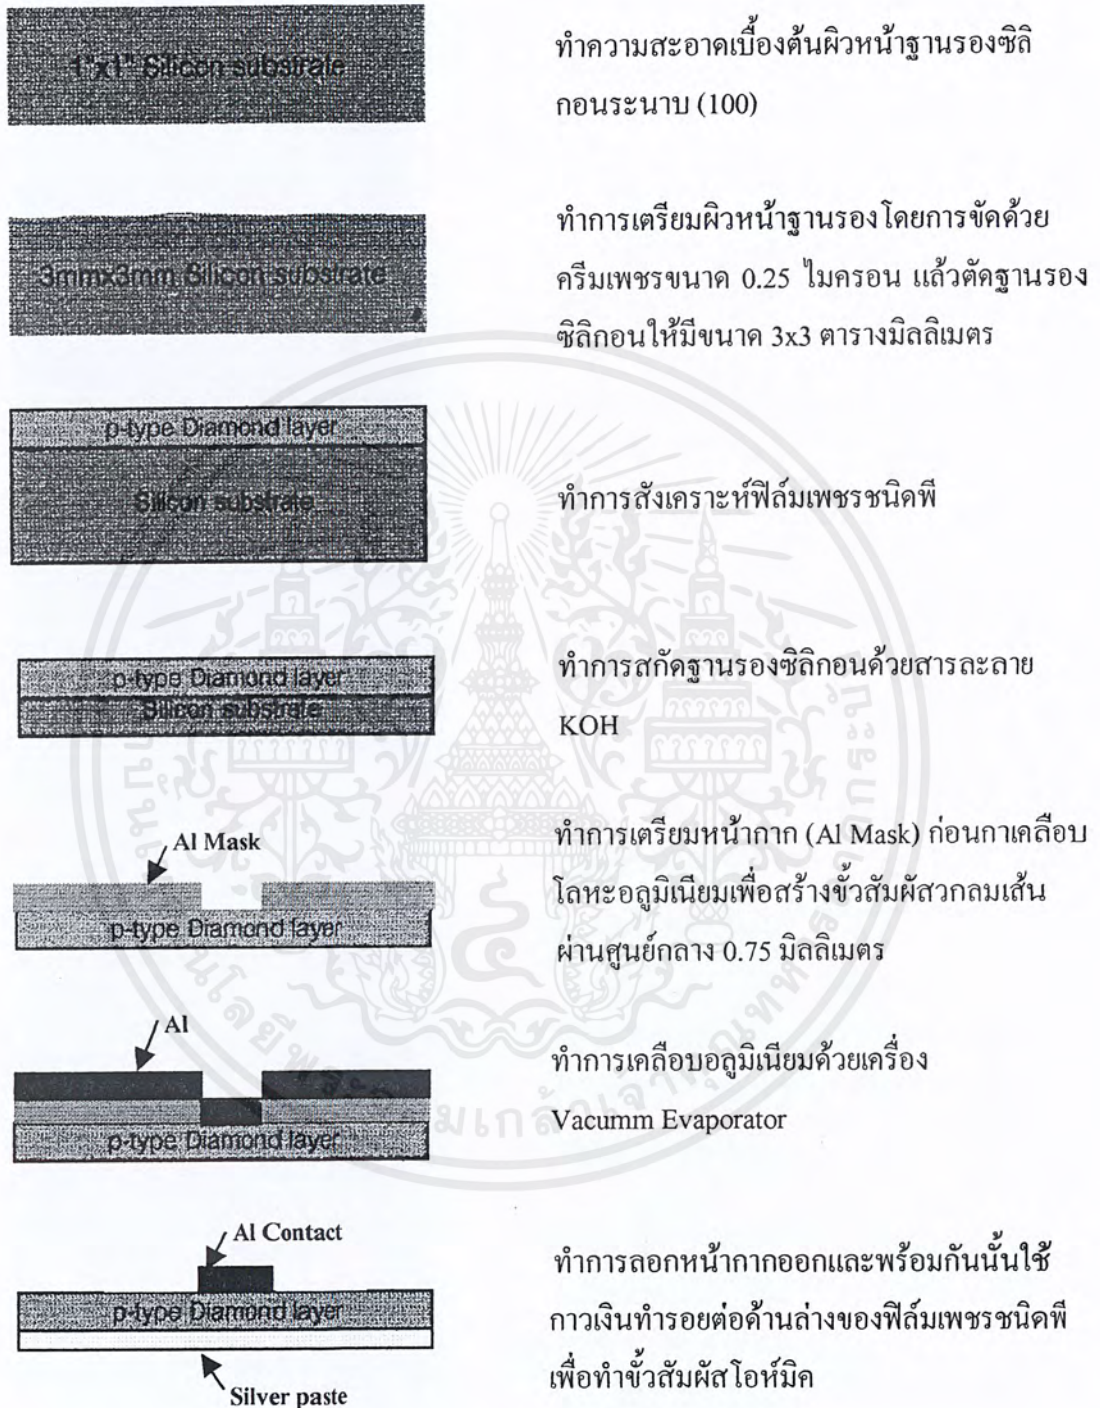 1"x1" Silicon substrate
ทำความสะอาดเบื้องต้นผิวหน้าฐานรองซิลิ
กอนระนาบ (100)
3mmx3mm Silicon substrate
ทำการเตรียมผิวหน้าฐานรองโดยการขัดด้วย
ครีมเพชรขนาด 0.25 ไมครอน แล้วตัดฐานรอง
ซิลิกอนให้มีขนาด 3x3 ตารางมิลลิเมตร
p-type Diamond layer
Silicon substrate
ทำการสังเคราะห์ฟิล์มเพชรชนิดพี
p-type Diamond layer
Silicon substrate
ทำการสกัดฐานรองซิลิกอนด้วยสารละลาย
KOH
Al Mask
p-type Diamond layer
ทำการเตรียมหน้ากาก (Al Mask) ก่อนกาเคลือบ
โลหะอลูมิเนียมเพื่อสร้างขั้วสัมผัสวกลมเส้น
ผ่านศูนย์กลาง 0.75 มิลลิเมตร
Al
p-type Diamond layer
ทำการเคลือบอลูมิเนียมด้วยเครื่อง
Vacumm Evaporator
Al Contact
p-type Diamond layer
Silver paste
ทำการลอกหน้ากากออกและพร้อมกันนั้นใช้
กาวเงินทำรอยต่อด้านล่างของฟิล์มเพชรชนิดพี
เพื่อทำขั้วสัมผัสโอห์มิค